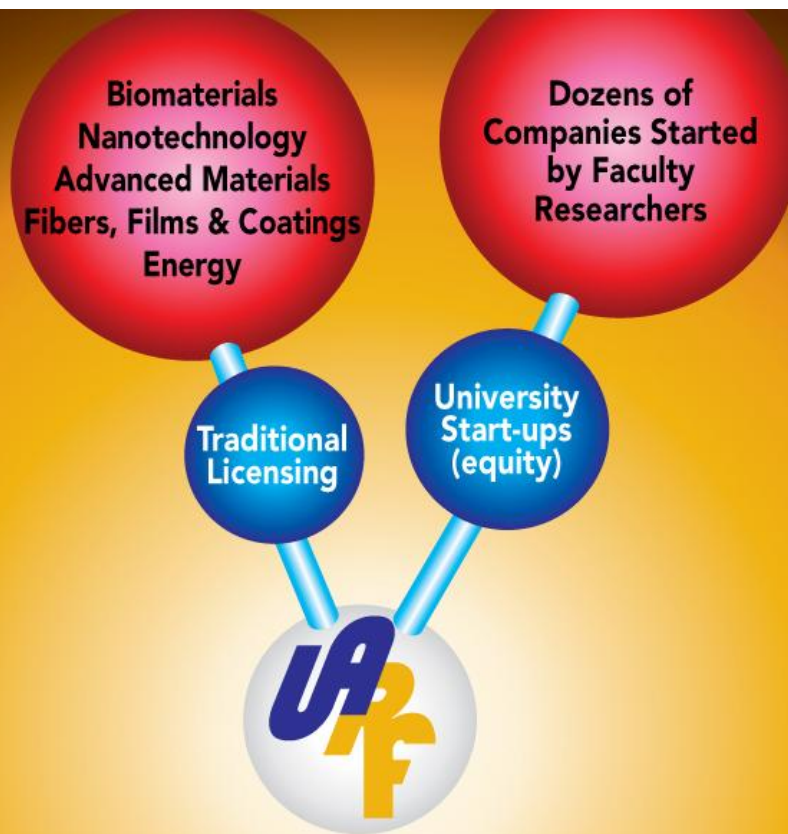 Biomaterials
Nanotechnology
Advanced Materials
Fibers, Films & Coatings
Energy
Dozens of
Companies Started
by Faculty
Researchers
Traditional
Licensing
University
Start-ups
(equity)
UARF